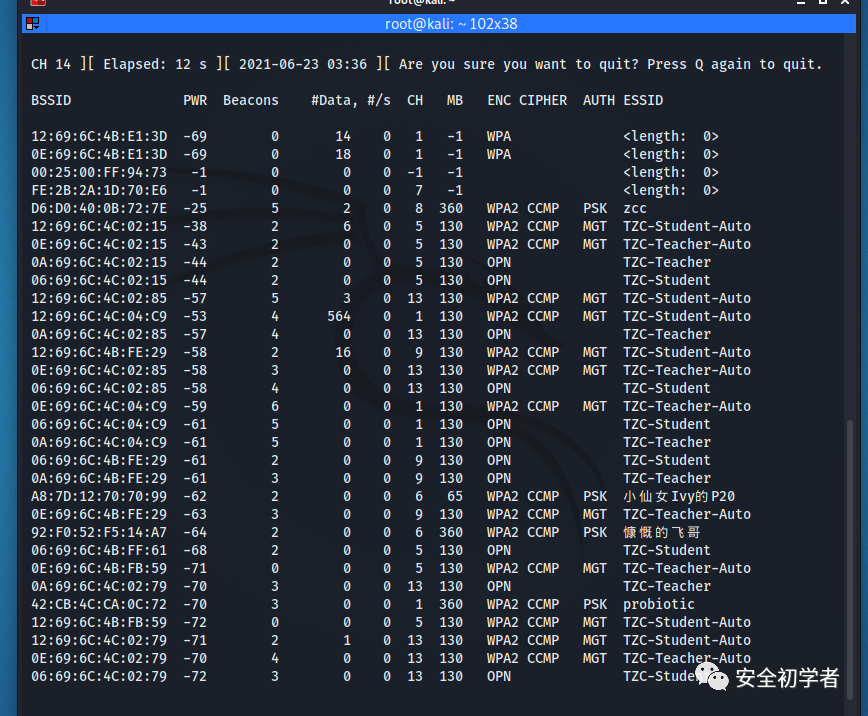 root@kali: ~
root@kali: ~ 102x38
CH 14 ][ Elapsed: 12 s ][ 2021-06-23 03:36 ][ Are you sure you want to quit? Press Q again to quit.
BSSID PWR Beacons #Data, #/s CH MB ENC CIPHER AUTH ESSID
12:69:6C:4B:E1:3D -69 0 14 0 1 -1 WPA <length: 0>
0E:69:6C:4B:E1:3D -69 0 18 0 1 -1 WPA <length: 0>
00:25:00:FF:94:73 -1 0 0 0 -1 -1 <length: 0>
FE:2B:2A:1D:70:E6 -1 0 0 0 7 -1 <length: 0>
D6:D0:40:0B:72:7E -25 5 2 0 8 360 WPA2 CCMP PSK zcc
12:69:6C:4C:02:15 -38 2 6 0 5 130 WPA2 CCMP MGT TZC-Student-Auto
0E:69:6C:4C:02:15 -43 2 0 0 5 130 WPA2 CCMP MGT TZC-Teacher-Auto
0A:69:6C:4C:02:15 -44 2 0 0 5 130 OPN TZC-Teacher
06:69:6C:4C:02:15 -44 2 0 0 5 130 OPN TZC-Student
12:69:6C:4C:02:85 -57 5 3 0 13 130 WPA2 CCMP MGT TZC-Student-Auto
12:69:6C:4C:04:C9 -53 4 564 0 1 130 WPA2 CCMP MGT TZC-Student-Auto
0A:69:6C:4C:02:85 -57 4 0 0 13 130 OPN TZC-Teacher
12:69:6C:4B:FE:29 -58 2 16 0 9 130 WPA2 CCMP MGT TZC-Student-Auto
0E:69:6C:4C:02:85 -58 3 0 0 13 130 WPA2 CCMP MGT TZC-Teacher-Auto
06:69:6C:4C:02:85 -58 4 0 0 13 130 OPN TZC-Student
0E:69:6C:4C:04:C9 -59 6 0 0 1 130 WPA2 CCMP MGT TZC-Teacher-Auto
06:69:6C:4C:04:C9 -61 5 0 0 1 130 OPN TZC-Student
0A:69:6C:4C:04:C9 -61 5 0 0 1 130 OPN TZC-Teacher
06:69:6C:4B:FE:29 -61 2 0 0 9 130 OPN TZC-Student
0A:69:6C:4B:FE:29 -61 3 0 0 9 130 OPN TZC-Teacher
A8:7D:12:70:70:99 -62 2 0 0 6 65 WPA2 CCMP PSK 小仙女Ivy的P20
0E:69:6C:4B:FE:29 -63 3 0 0 9 130 WPA2 CCMP MGT TZC-Teacher-Auto
92:F0:52:F5:14:A7 -64 2 0 0 6 360 WPA2 CCMP PSK 慷慨的飞哥
06:69:6C:4B:FF:61 -68 2 0 0 5 130 OPN TZC-Student
0E:69:6C:4B:FB:59 -71 0 0 0 5 130 WPA2 CCMP MGT TZC-Teacher-Auto
0A:69:6C:4C:02:79 -70 3 0 0 13 130 OPN TZC-Teacher
42:CB:4C:CA:0C:72 -70 3 0 0 1 360 WPA2 CCMP PSK probiotic
12:69:6C:4B:FB:59 -72 0 0 0 5 130 WPA2 CCMP MGT TZC-Student-Auto
12:69:6C:4C:02:79 -71 2 1 0 13 130 WPA2 CCMP MGT TZC-Student-Auto
0E:69:6C:4C:02:79 -70 4 0 0 13 130 WPA2 CCMP MGT TZC-Teacher-Auto
06:69:6C:4C:02:79 -72 3 0 0 13 130 OPN TZC-Student
安全初学者